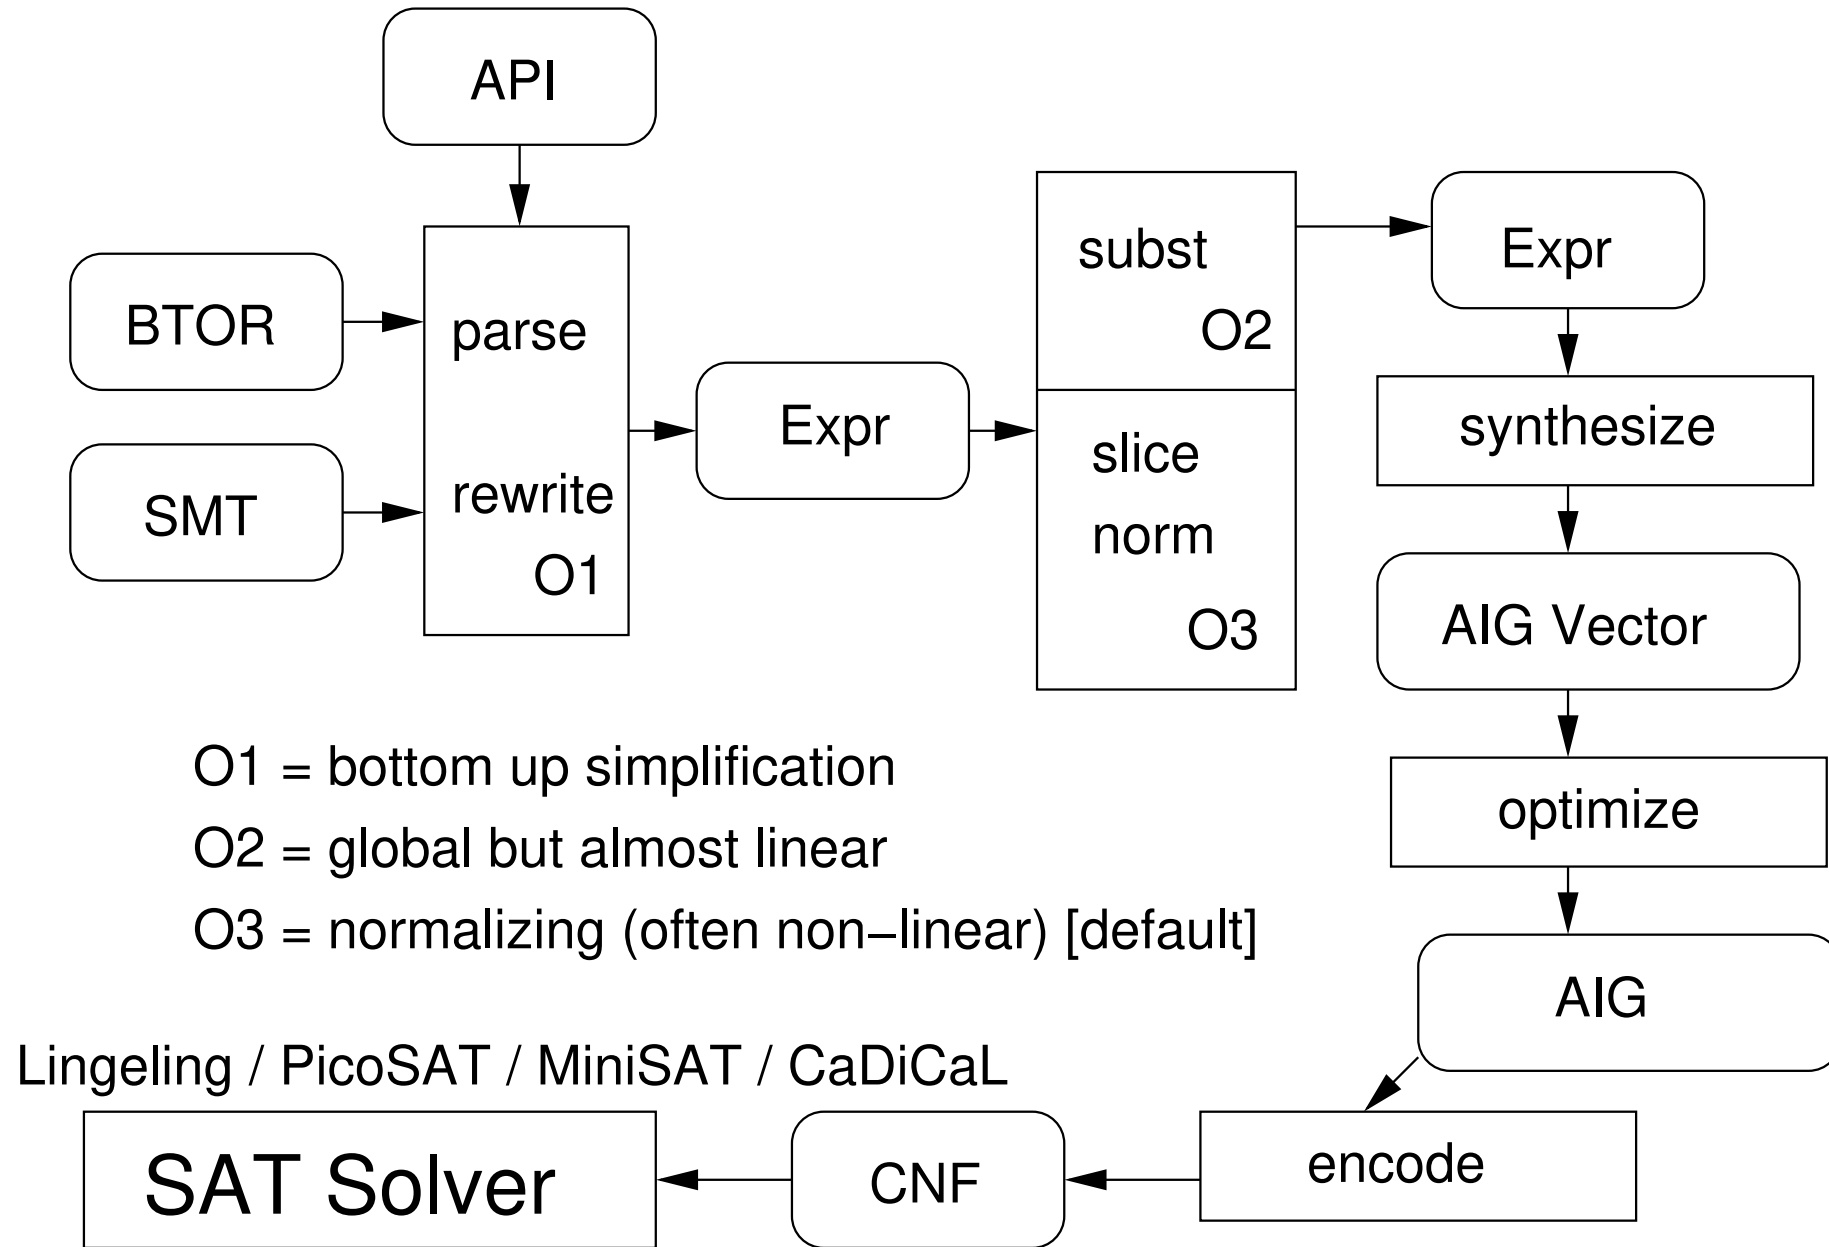 API
BTOR
SMT
parse
rewrite
O1
Expr
subst
O2
slice
norm
O3
Expr
synthesize
AIG Vector
optimize
AIG
encode
CNF
O1 = bottom up simplification
O2 = global but almost linear
O3 = normalizing (often non−linear) [default]
Lingeling / PicoSAT / MiniSAT / CaDiCaL
SAT Solver